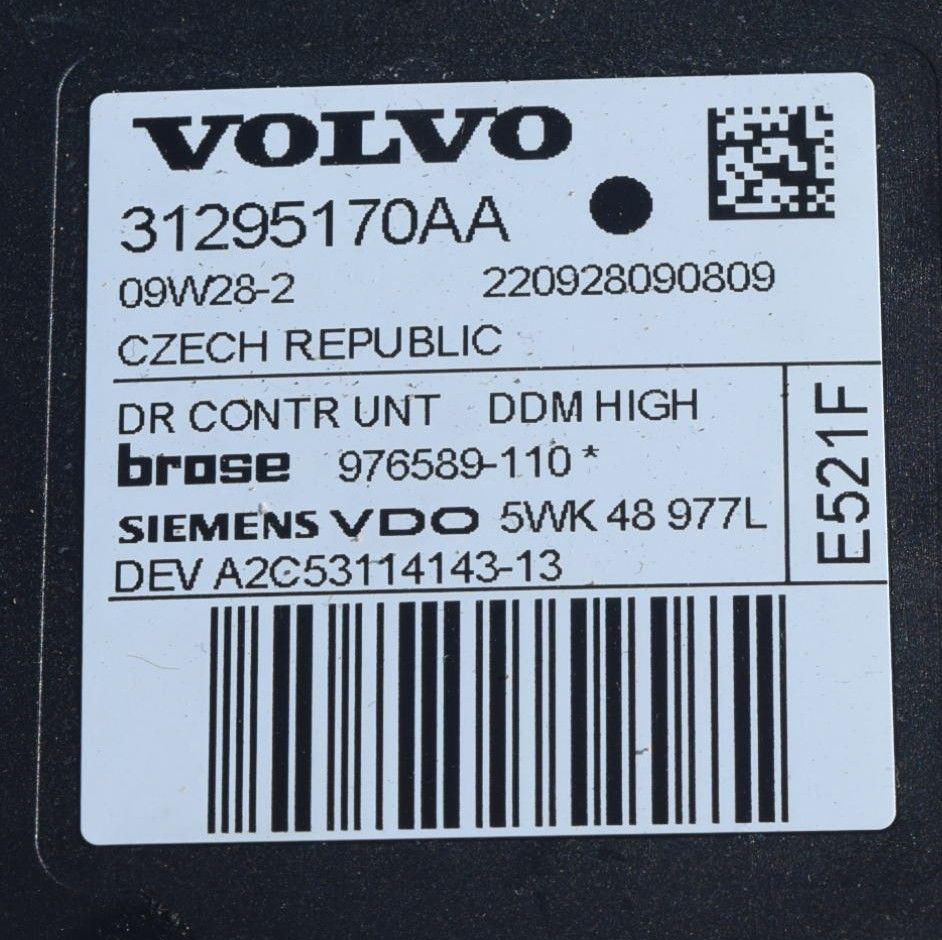 VOLVO
31295170AA
09W28-2 220928090809
CZECH REPUBLIC
DR CONTR UNT DDM HIGH
brose 976589-110 *
SIEMENS VDO 5WK 48 977L
DEV A2C53114143-13
E521F